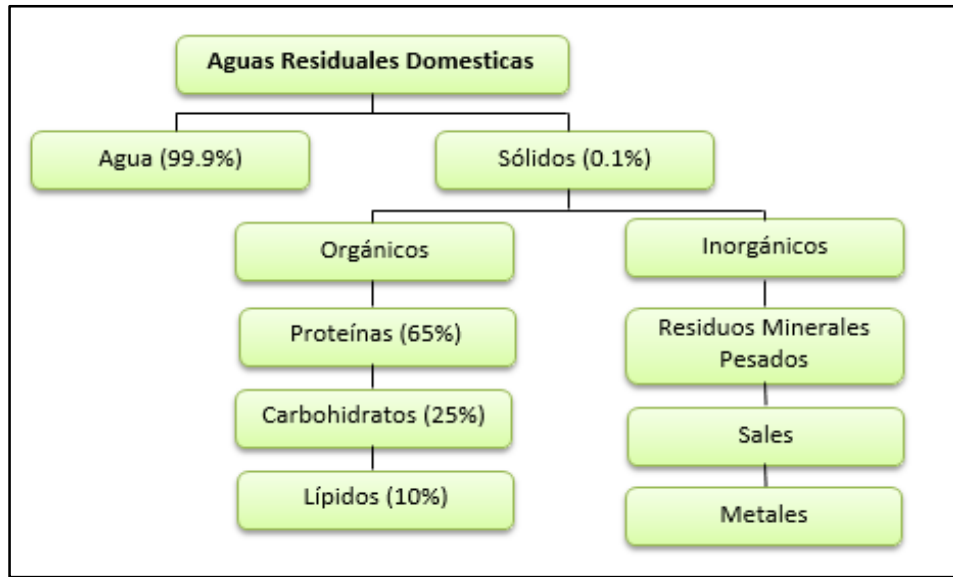 Aguas Residuales Domesticas
Agua (99.9%)
Sólidos (0.1%)
Orgánicos
Inorgánicos
Proteínas (65%)
Residuos Minerales
Pesados
Carbohidratos (25%)
Sales
Lípidos (10%)
Metales